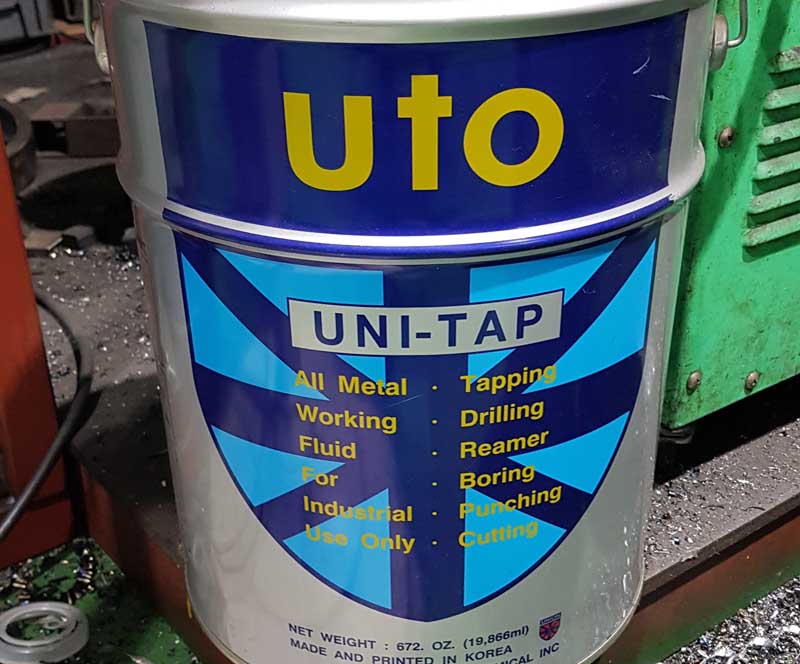 uto
UNI-TAP
All Metal · Tapping
Working · Drilling
Fluid · Reamer
For · Boring
Industrial · Punching
Use Only · Cutting
NET WEIGHT : 672. OZ. (19,866ml)
MADE AND PRINTED IN KOREA
INC